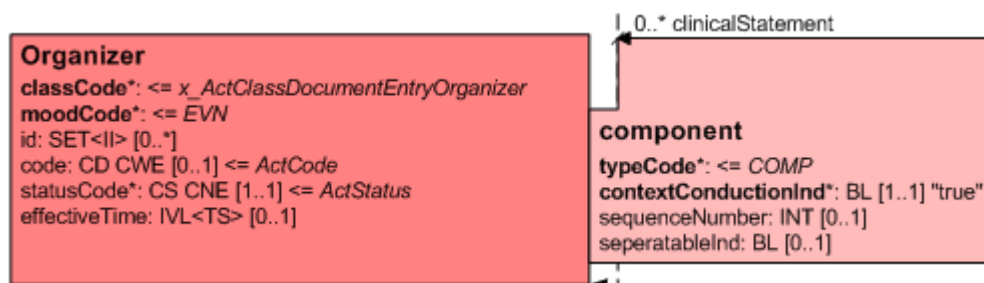 0..* clinicalStatement
Organizer
classCode*: <= x_ActClassDocumentEntryOrganizer
moodCode*: <= EVN
id: SET<II> [0..*]
code: CD CWE [0..1] <= ActCode
statusCode*: CS CNE [1..1] <= ActStatus
effectiveTime: IVL<TS> [0..1]
component
typeCode*: <= COMP
contextConductionInd*: BL [1..1] "true"
sequenceNumber: INT [0..1]
seperatableInd: BL [0..1]